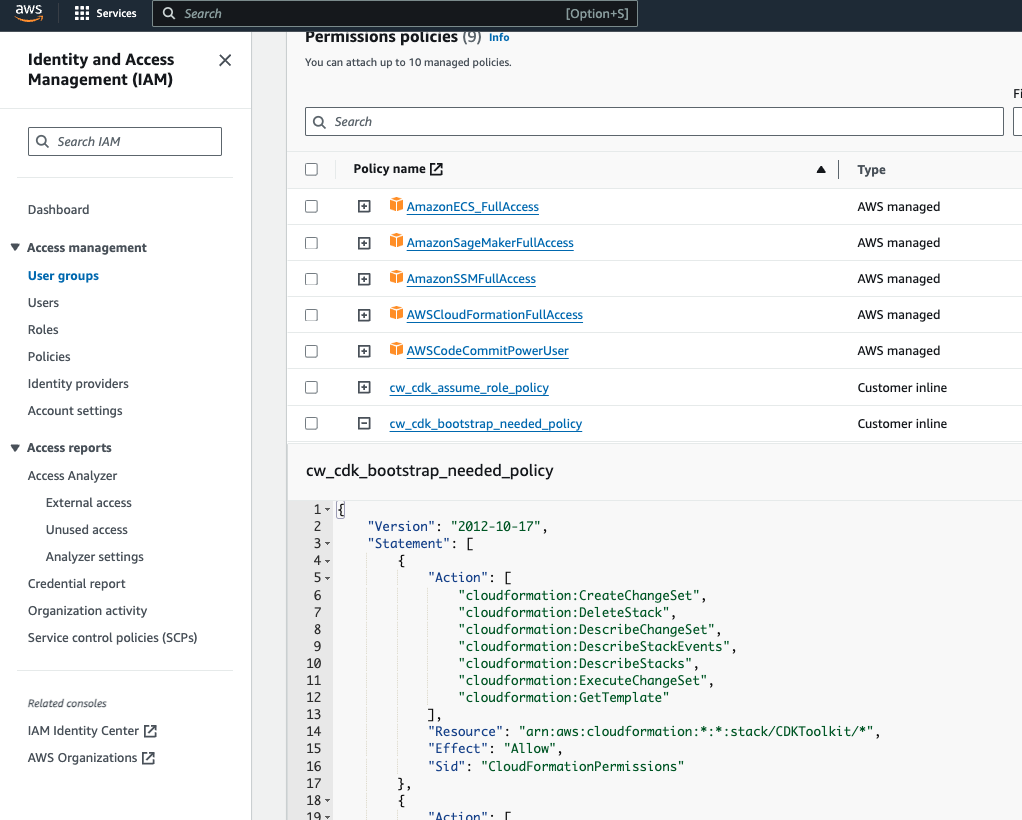 aws
Services
Search
[Option+S]
Identity and Access
Management (IAM)
Search IAM
Dashboard
Access management
User groups
Users
Roles
Policies
Identity providers
Account settings
Access reports
Access Analyzer
External access
Unused access
Analyzer settings
Credential report
Organization activity
Service control policies (SCPs)
Related consoles
IAM Identity Center
AWS Organizations
Permissions policies (9) Info
You can attach up to 10 managed policies.
Fi
Search
Policy name
Type
AmazonECS_FullAccess AWS managed
AmazonSageMakerFullAccess AWS managed
AmazonSSMFullAccess AWS managed
AWSCloudFormationFullAccess AWS managed
AWSCodeCommitPowerUser AWS managed
cw_cdk_assume_role_policy Customer inline
cw_cdk_bootstrap_needed_policy Customer inline
cw_cdk_bootstrap_needed_policy
1 {
2 "Version": "2012-10-17",
3 "Statement": [
4 {
5 "Action": [
6 "cloudformation:CreateChangeSet",
7 "cloudformation:DeleteStack",
8 "cloudformation:DescribeChangeSet",
9 "cloudformation:DescribeStackEvents",
10 "cloudformation:DescribeStacks",
11 "cloudformation:ExecuteChangeSet",
12 "cloudformation:GetTemplate"
13 ],
14 "Resource": "arn:aws:cloudformation:*:*:stack/CDKToolkit/*",
15 "Effect": "Allow",
16 "Sid": "CloudFormationPermissions"
17 },
18 {
19 "Action": [